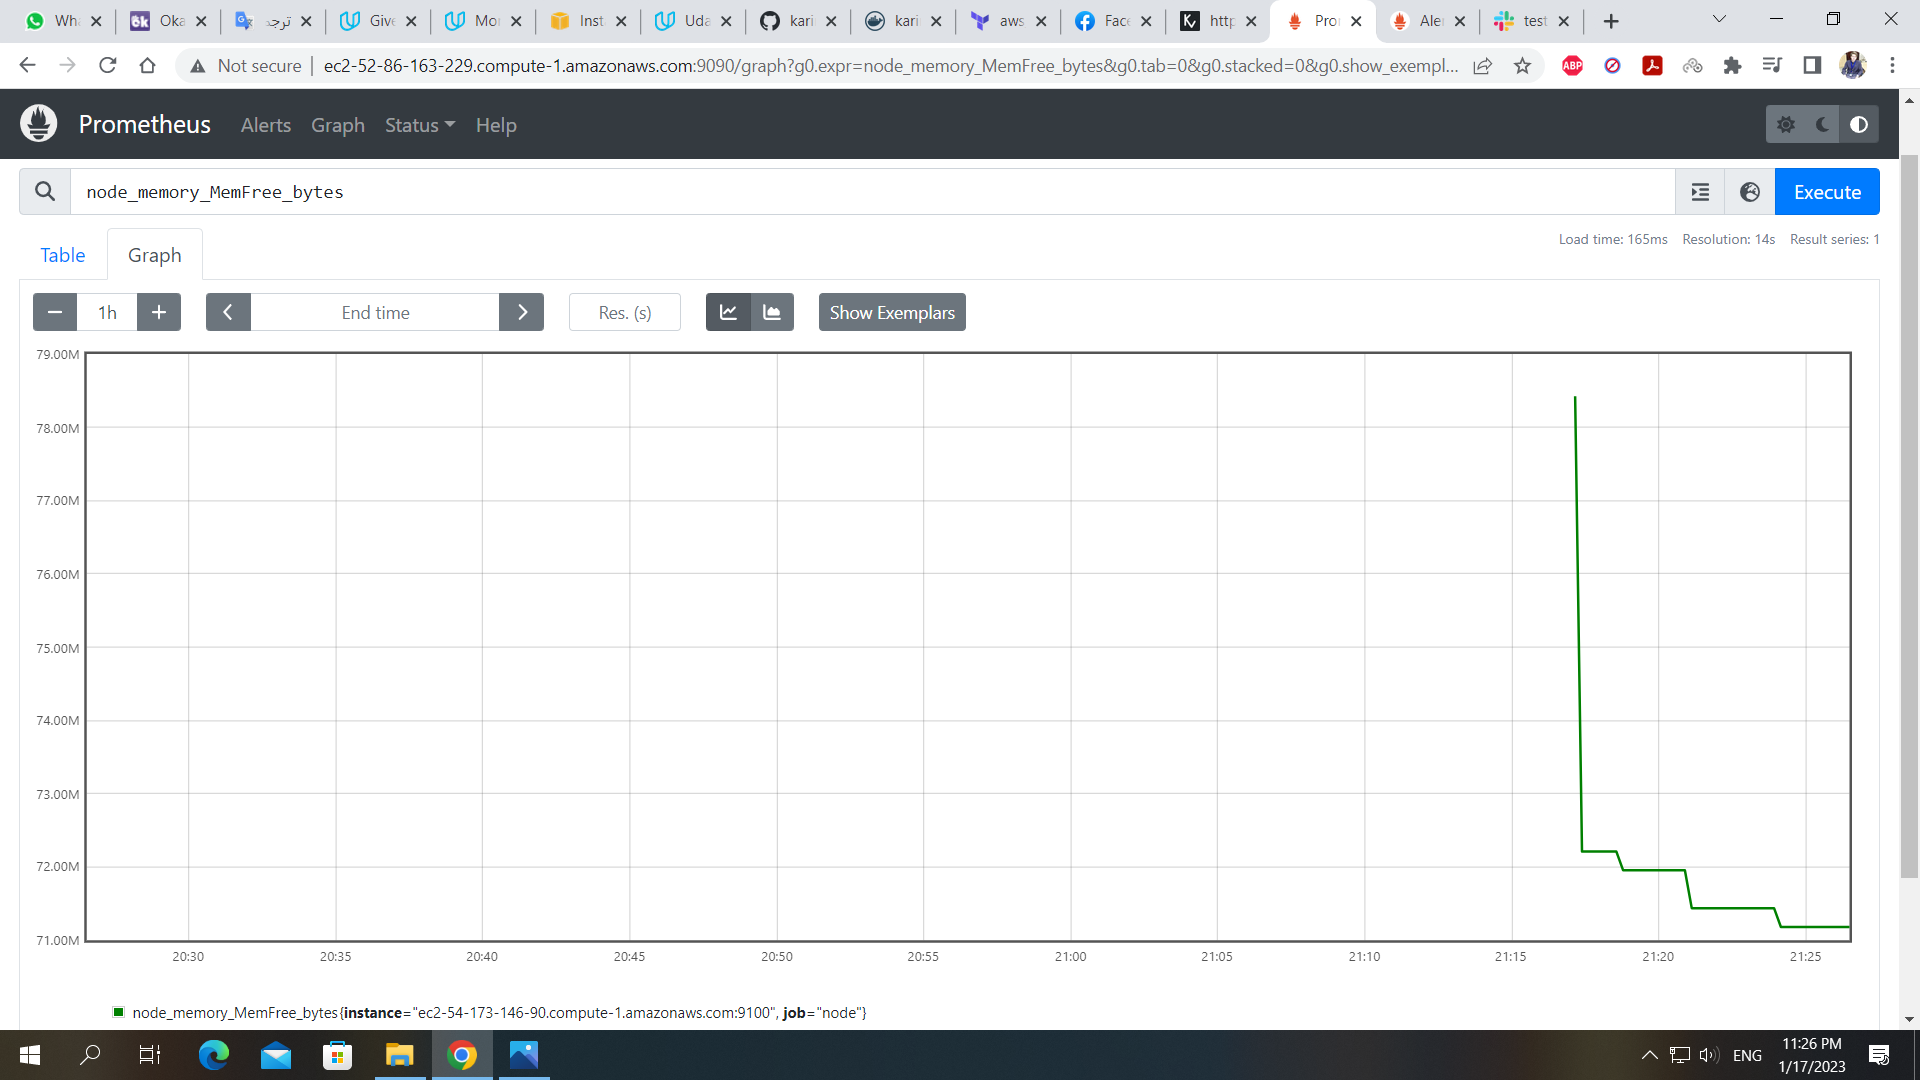 Wha
Oka
ترجمة
Give
Mor
Inst
Uda
kari
kari
aws
Face
http
Pro
Aler
test
Not secure
ec2-52-86-163-229.compute-1.amazonaws.com:9090/graph?g0.expr=node_memory_MemFree_bytes&g0.tab=0&g0.stacked=0&g0.show_exempl...
ABP
Prometheus Alerts Graph Status Help
node_memory_MemFree_bytes
Execute
Load time: 165ms Resolution: 14s Result series: 1
Table Graph
− 1h + End time Res. (s) Show Exemplars
79.00M
78.00M
77.00M
76.00M
75.00M
74.00M
73.00M
72.00M
71.00M
20:30 20:35 20:40 20:45 20:50 20:55 21:00 21:05 21:10 21:15 21:20 21:25
node_memory_MemFree_bytes{instance="ec2-54-173-146-90.compute-1.amazonaws.com:9100", job="node"}
ENG
11:26 PM
1/17/2023